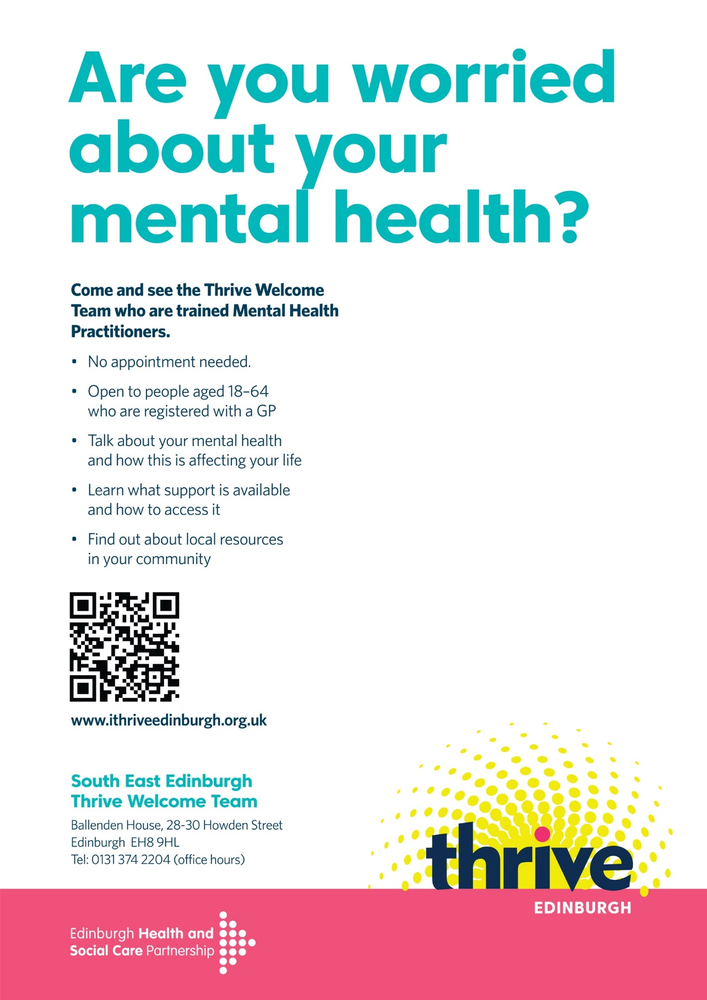 Are you worried
about your
mental health?
Come and see the Thrive Welcome
Team who are trained Mental Health
Practitioners.
• No appointment needed.
• Open to people aged 18–64
who are registered with a GP
• Talk about your mental health
and how this is affecting your life
• Learn what support is available
and how to access it
• Find out about local resources
in your community
www.ithriveedinburgh.org.uk
South East Edinburgh
Thrive Welcome Team
Ballenden House, 28-30 Howden Street
Edinburgh EH8 9HL
Tel: 0131 374 2204 (office hours)
thrive
EDINBURGH
Edinburgh Health and
Social Care Partnership